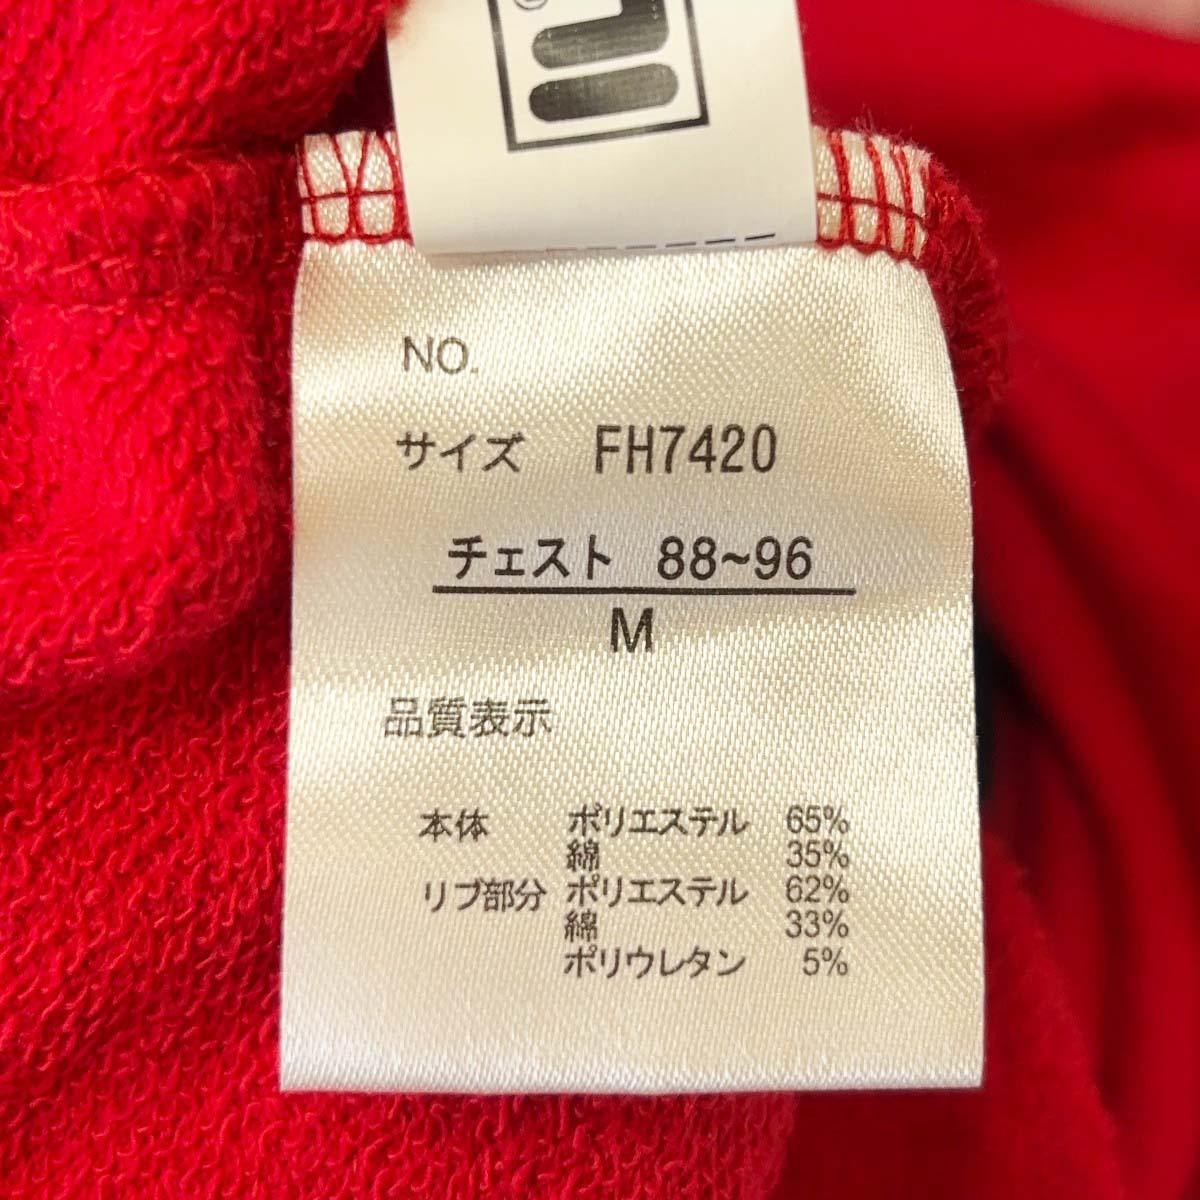 NO.
サイズ FH7420
チェスト 88~96
M
品質表示
本体 ポリエステル 65%
綿 35%
リブ部分 ポリエステル 62%
綿 33%
ポリウレタン 5%